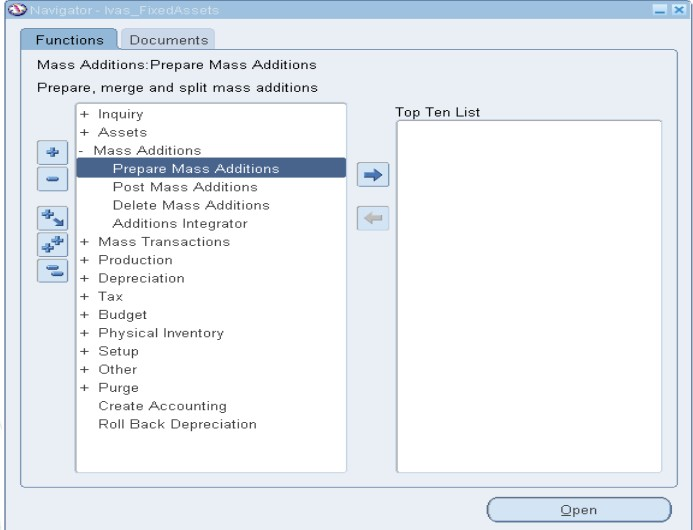 Navigator - Ivas_FixedAssets
Functions Documents
Mass Additions:Prepare Mass Additions
Prepare, merge and split mass additions
Top Ten List
+ Inquiry
+ Assets
- Mass Additions
Prepare Mass Additions
Post Mass Additions
Delete Mass Additions
Additions Integrator
+ Mass Transactions
+ Production
+ Depreciation
+ Tax
+ Budget
+ Physical Inventory
+ Setup
+ Other
+ Purge
Create Accounting
Roll Back Depreciation
Open